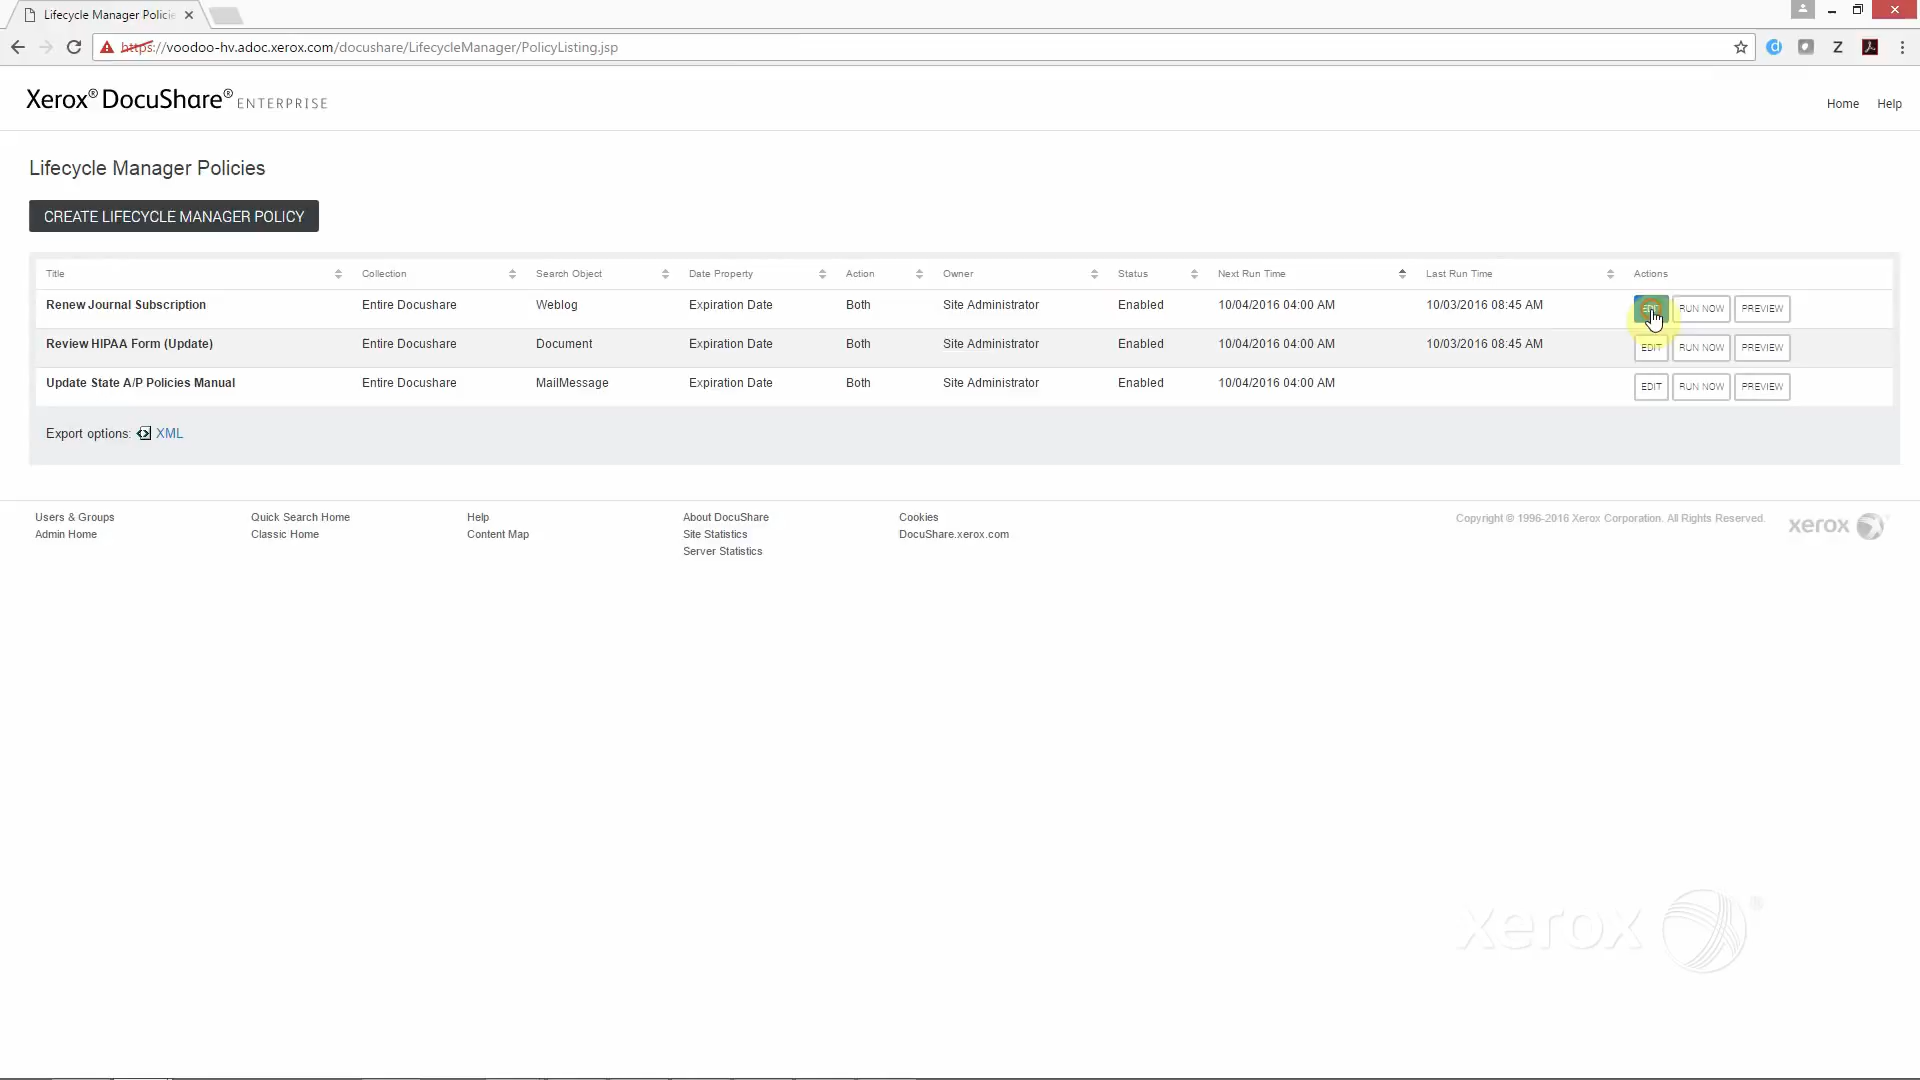 Lifecycle Manager Policie
https://voodoo-hv.adoc.xerox.com/docushare/LifecycleManager/PolicyListing.jsp
Xerox® DocuShare® ENTERPRISE
Home Help
Lifecycle Manager Policies
CREATE LIFECYCLE MANAGER POLICY
Title Collection Search Object Date Property Action Owner Status Next Run Time Last Run Time Actions
Renew Journal Subscription Entire Docushare Weblog Expiration Date Both Site Administrator Enabled 10/04/2016 04:00 AM 10/03/2016 08:45 AM EDIT RUN NOW PREVIEW
Review HIPAA Form (Update) Entire Docushare Document Expiration Date Both Site Administrator Enabled 10/04/2016 04:00 AM 10/03/2016 08:45 AM EDIT RUN NOW PREVIEW
Update State A/P Policies Manual Entire Docushare MailMessage Expiration Date Both Site Administrator Enabled 10/04/2016 04:00 AM EDIT RUN NOW PREVIEW
Export options: XML
Users & Groups Quick Search Home Help About DocuShare Cookies Copyright © 1996-2016 Xerox Corporation. All Rights Reserved. xerox
Admin Home Classic Home Content Map Site Statistics DocuShare.xerox.com
Server Statistics
xerox ®